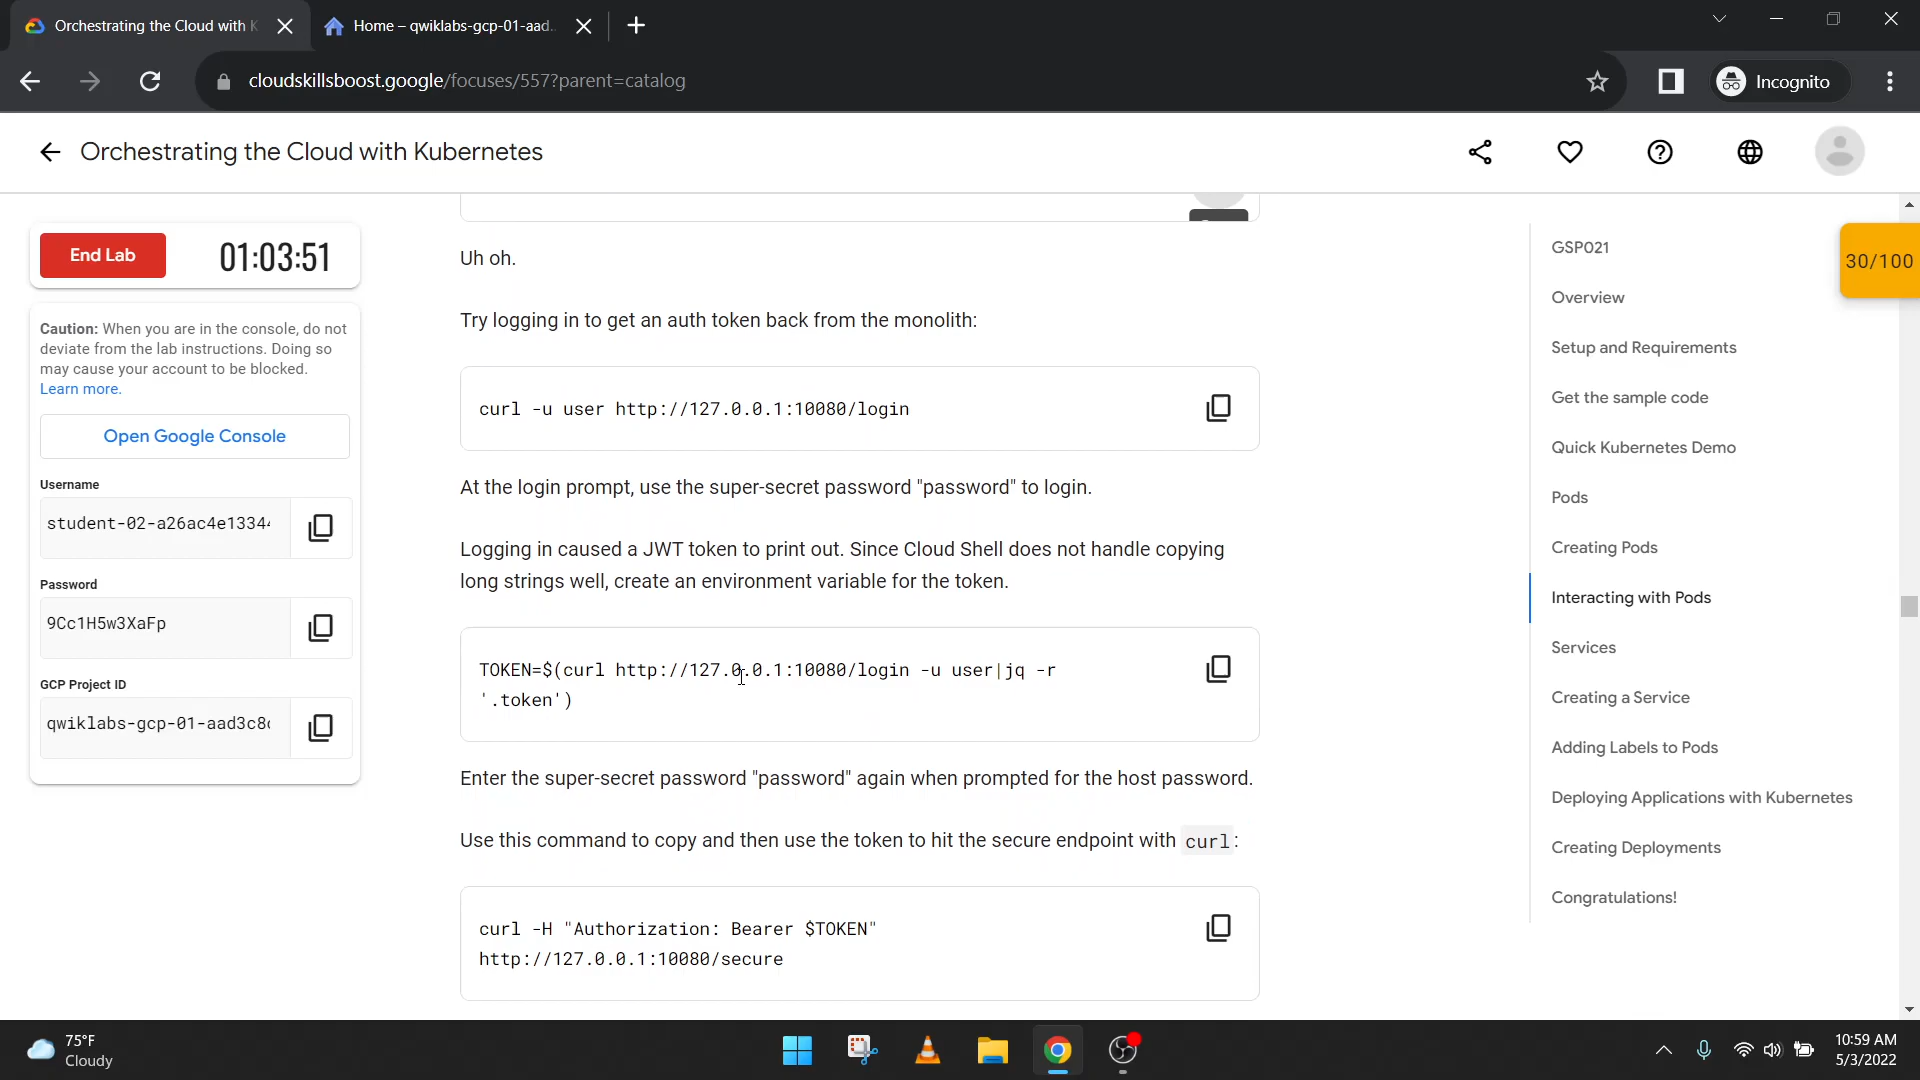 Orchestrating the Cloud with K
Home – qwiklabs-gcp-01-aad
cloudskillsboost.google/focuses/557?parent=catalog
Incognito
Orchestrating the Cloud with Kubernetes
End Lab
01:03:51
Caution: When you are in the console, do not
deviate from the lab instructions. Doing so
may cause your account to be blocked.
Learn more.
Open Google Console
Username
student-02-a26ac4e1334
Password
9Cc1H5w3XaFp
GCP Project ID
qwiklabs-gcp-01-aad3c8
Uh oh.
Try logging in to get an auth token back from the monolith:
curl -u user http://127.0.0.1:10080/login
At the login prompt, use the super-secret password "password" to login.
Logging in caused a JWT token to print out. Since Cloud Shell does not handle copying
long strings well, create an environment variable for the token.
TOKEN=$(curl http://127.0.0.1:10080/login -u user|jq -r
'.token')
Enter the super-secret password "password" again when prompted for the host password.
Use this command to copy and then use the token to hit the secure endpoint with curl:
curl -H "Authorization: Bearer $TOKEN"
http://127.0.0.1:10080/secure
GSP021
Overview
Setup and Requirements
Get the sample code
Quick Kubernetes Demo
Pods
Creating Pods
Interacting with Pods
Services
Creating a Service
Adding Labels to Pods
Deploying Applications with Kubernetes
Creating Deployments
Congratulations!
30/100
75°F
Cloudy
10:59 AM
5/3/2022